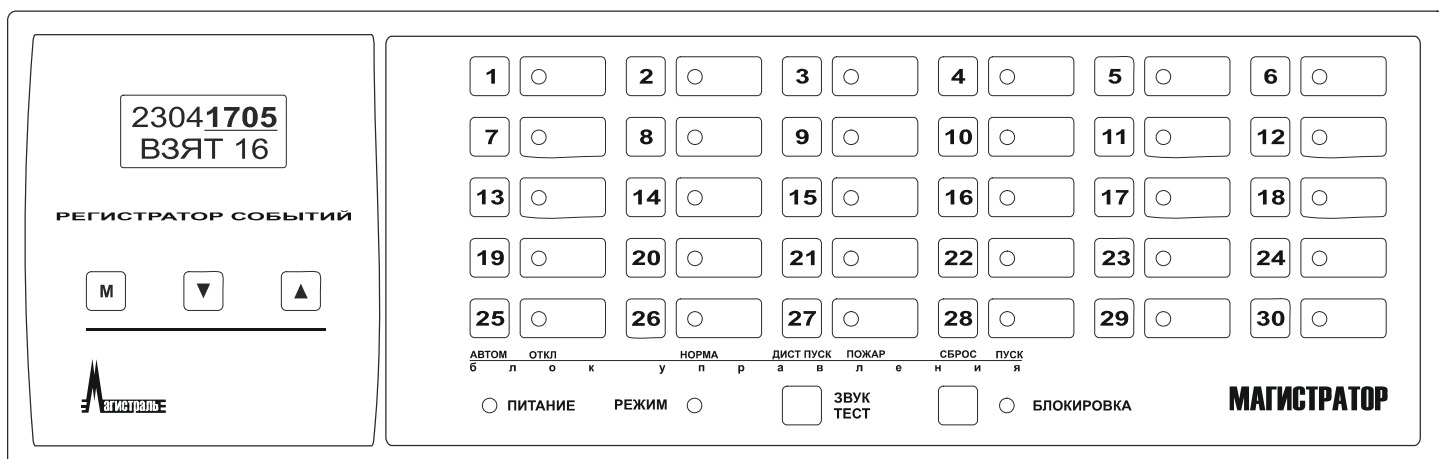 23041705
ВЗЯТ 16
РЕГИСТРАТОР СОБЫТИЙ
М ▼ ▲
Магистраль
1 2 3 4 5 6
7 8 9 10 11 12
13 14 15 16 17 18
19 20 21 22 23 24
25 26 27 28 29 30
АВТОМ ОТКЛ НОРМА ДИСТ ПУСК ПОЖАР СБРОС ПУСК
б л о к у п р а в л е н и я
ПИТАНИЕ РЕЖИМ ЗВУК ТЕСТ БЛОКИРОВКА
МАГИСТРАТОР